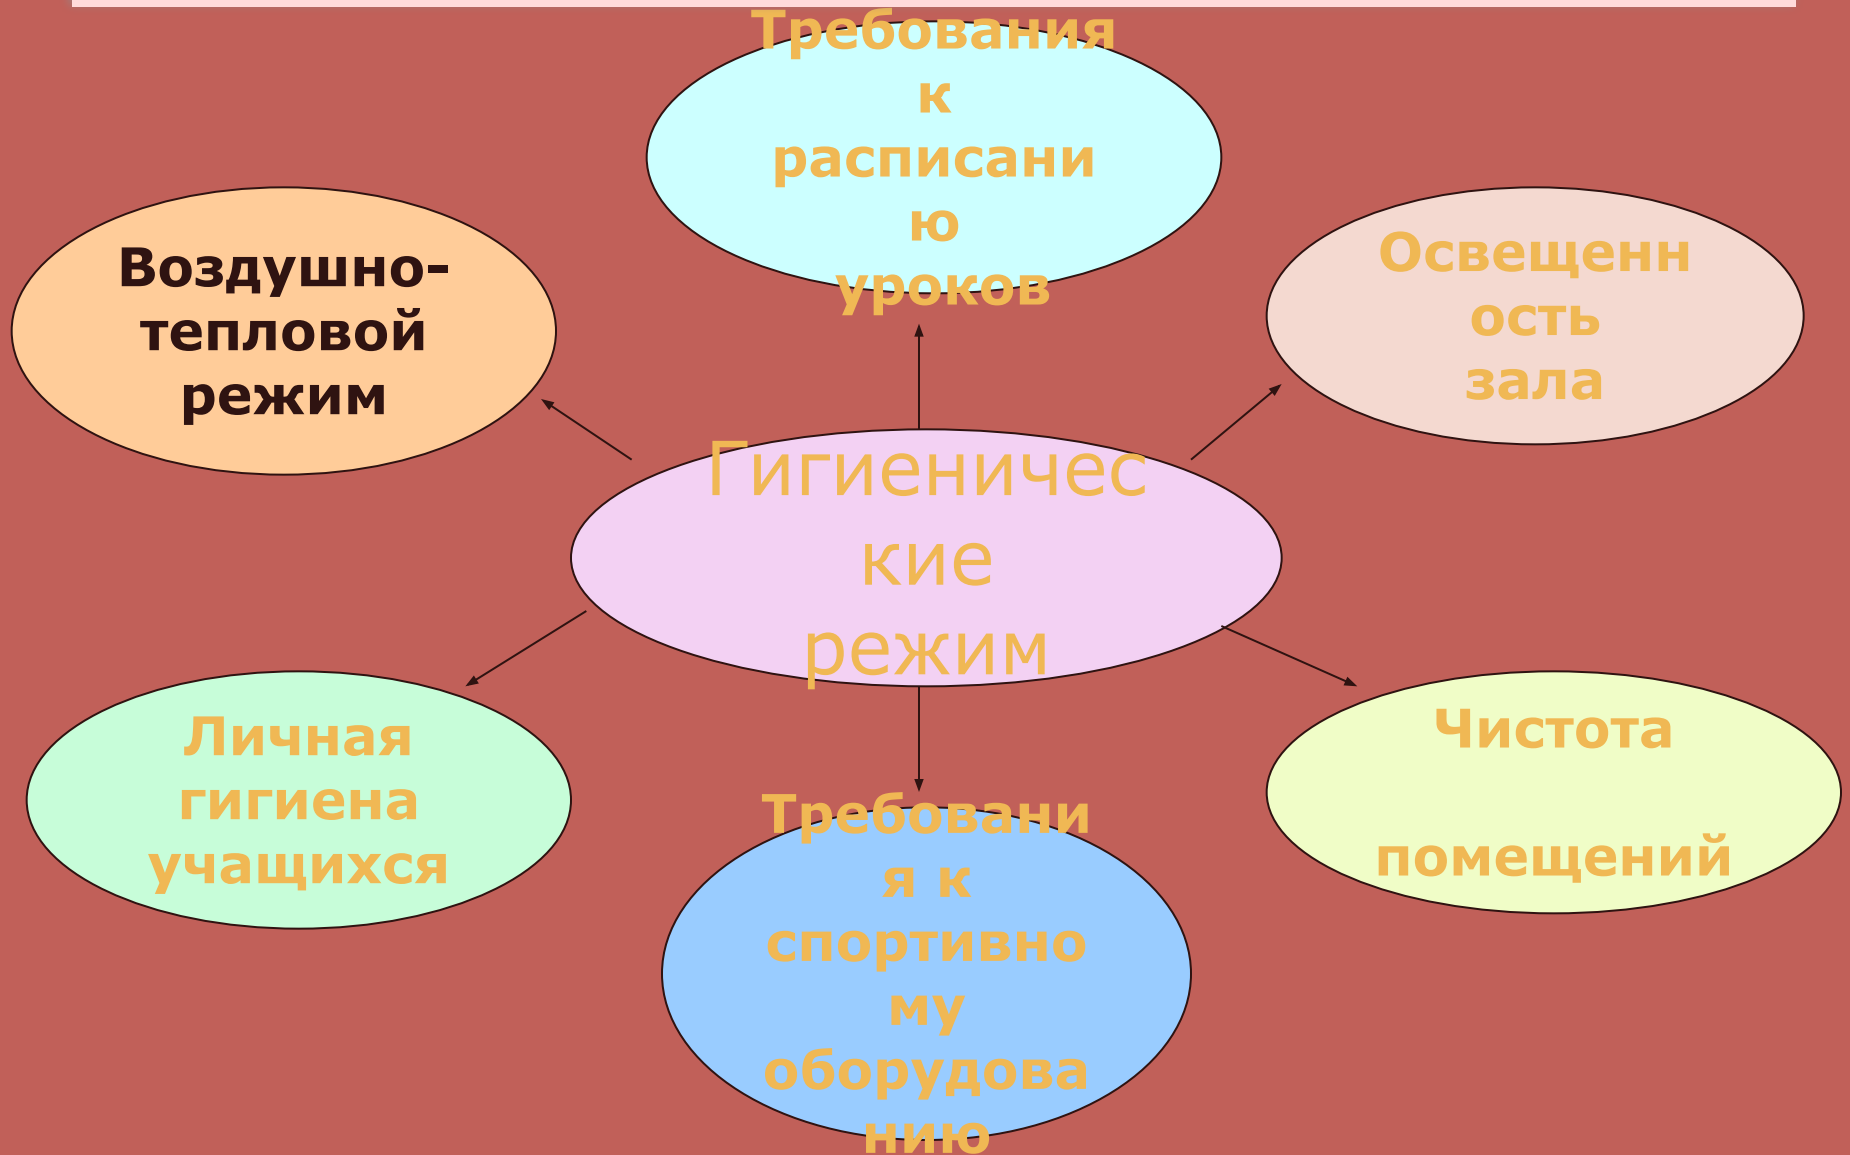 Требования
к
расписани
ю
уроков
Воздушно-
тепловой
режим
Освещенн
ость
зала
Гигиеничес
кие
режим
Личная
гигиена
учащихся
Чистота
помещений
Требовани
я к
спортивно
му
оборудова
нию